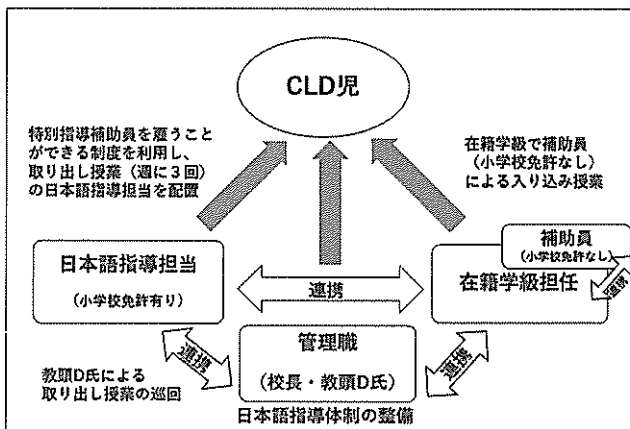 CLD児
特別指導補助員を雇うこと
ができる制度を利用し、
取り出し授業（週に３回）
の日本語指導担当を配置
在籍学級で補助員
（小学校免許なし）
による入り込み授業
補助員
（小学校免許なし）
日本語指導担当
（小学校免許有り）
連携
在籍学級担任
連携
管理職
（校長・教頭D氏）
連携
連携
教頭D氏による
取り出し授業の巡回
日本語指導体制の整備